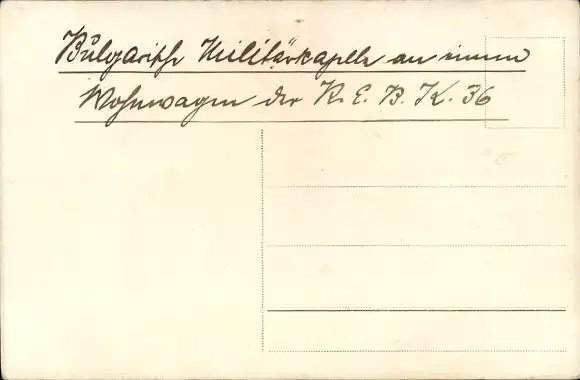 Bulgarische Militärkapelle an einem
Wohnwagen der R. E. B. K. 36